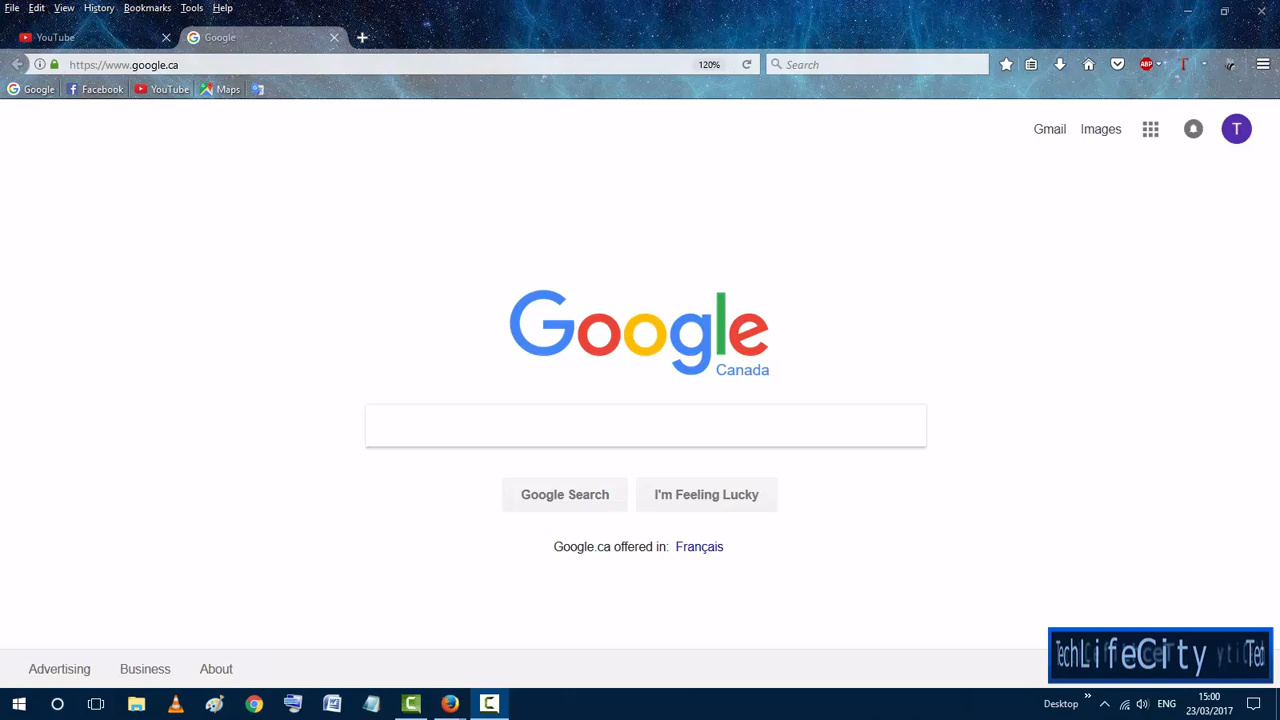 File Edit View History Bookmarks Tools Help
YouTube Google
https://www.google.ca 120% Search
Google Facebook YouTube Maps
Gmail Images T
Google
Canada
Google Search I'm Feeling Lucky
Google.ca offered in: Français
TechLifeCity
Advertising Business About
Desktop ENG 15:00
23/03/2017